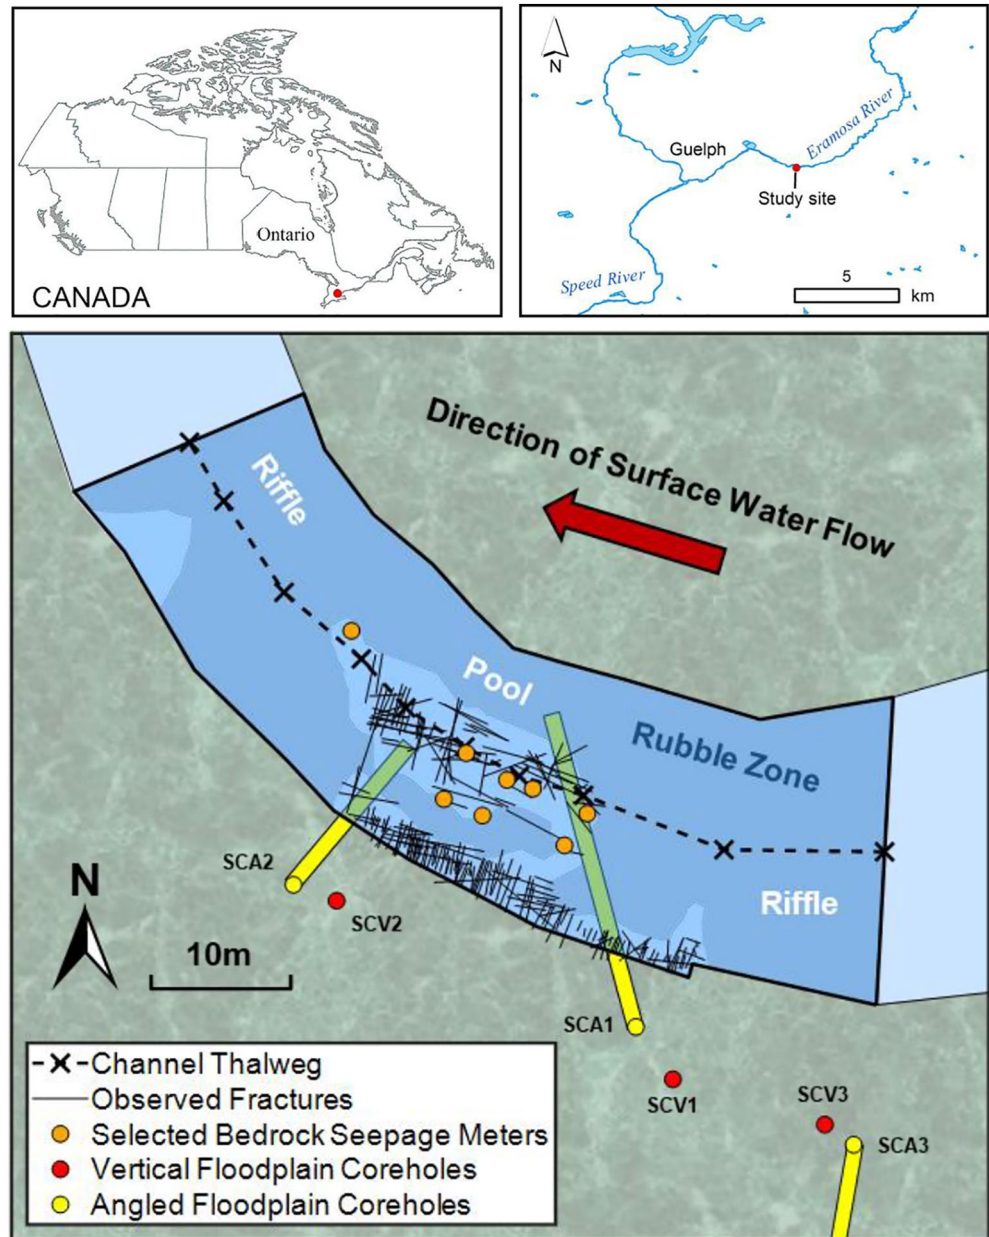 Ontario
CANADA
N
Guelph
Eramosa River
Study site
Speed River
5
km
Direction of Surface Water Flow
Riffle
Pool
Rubble Zone
Riffle
SCA2
N
SCV2
10m
SCA1
SCV1
SCV3
SCA3
Channel Thalweg
Observed Fractures
Selected Bedrock Seepage Meters
Vertical Floodplain Coreholes
Angled Floodplain Coreholes